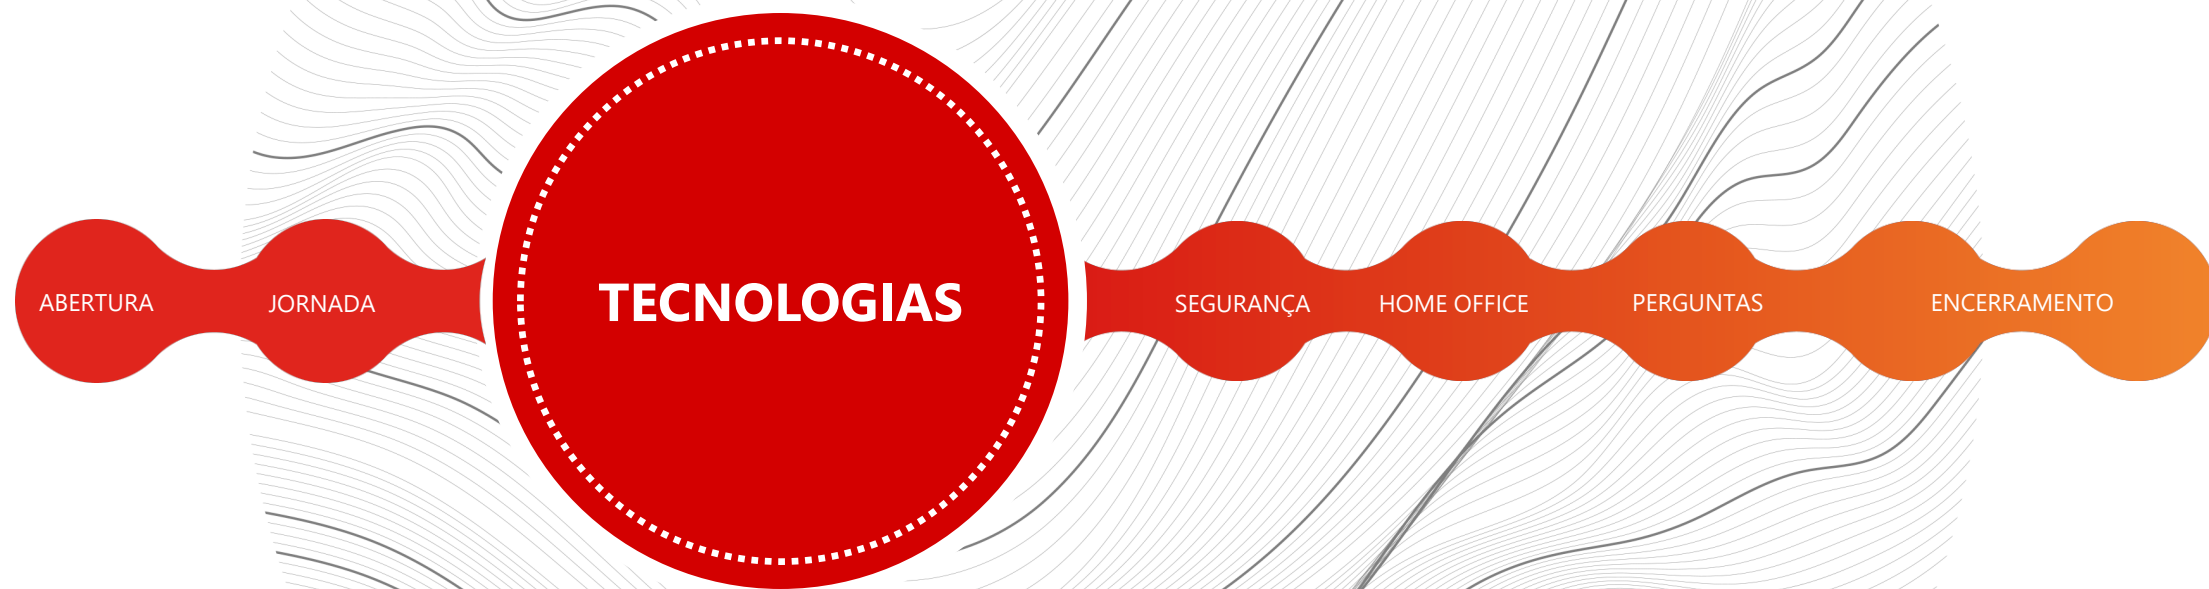 ABERTURA
JORNADA
TECNOLOGIAS
SEGURANÇA
HOME OFFICE
PERGUNTAS
ENCERRAMENTO